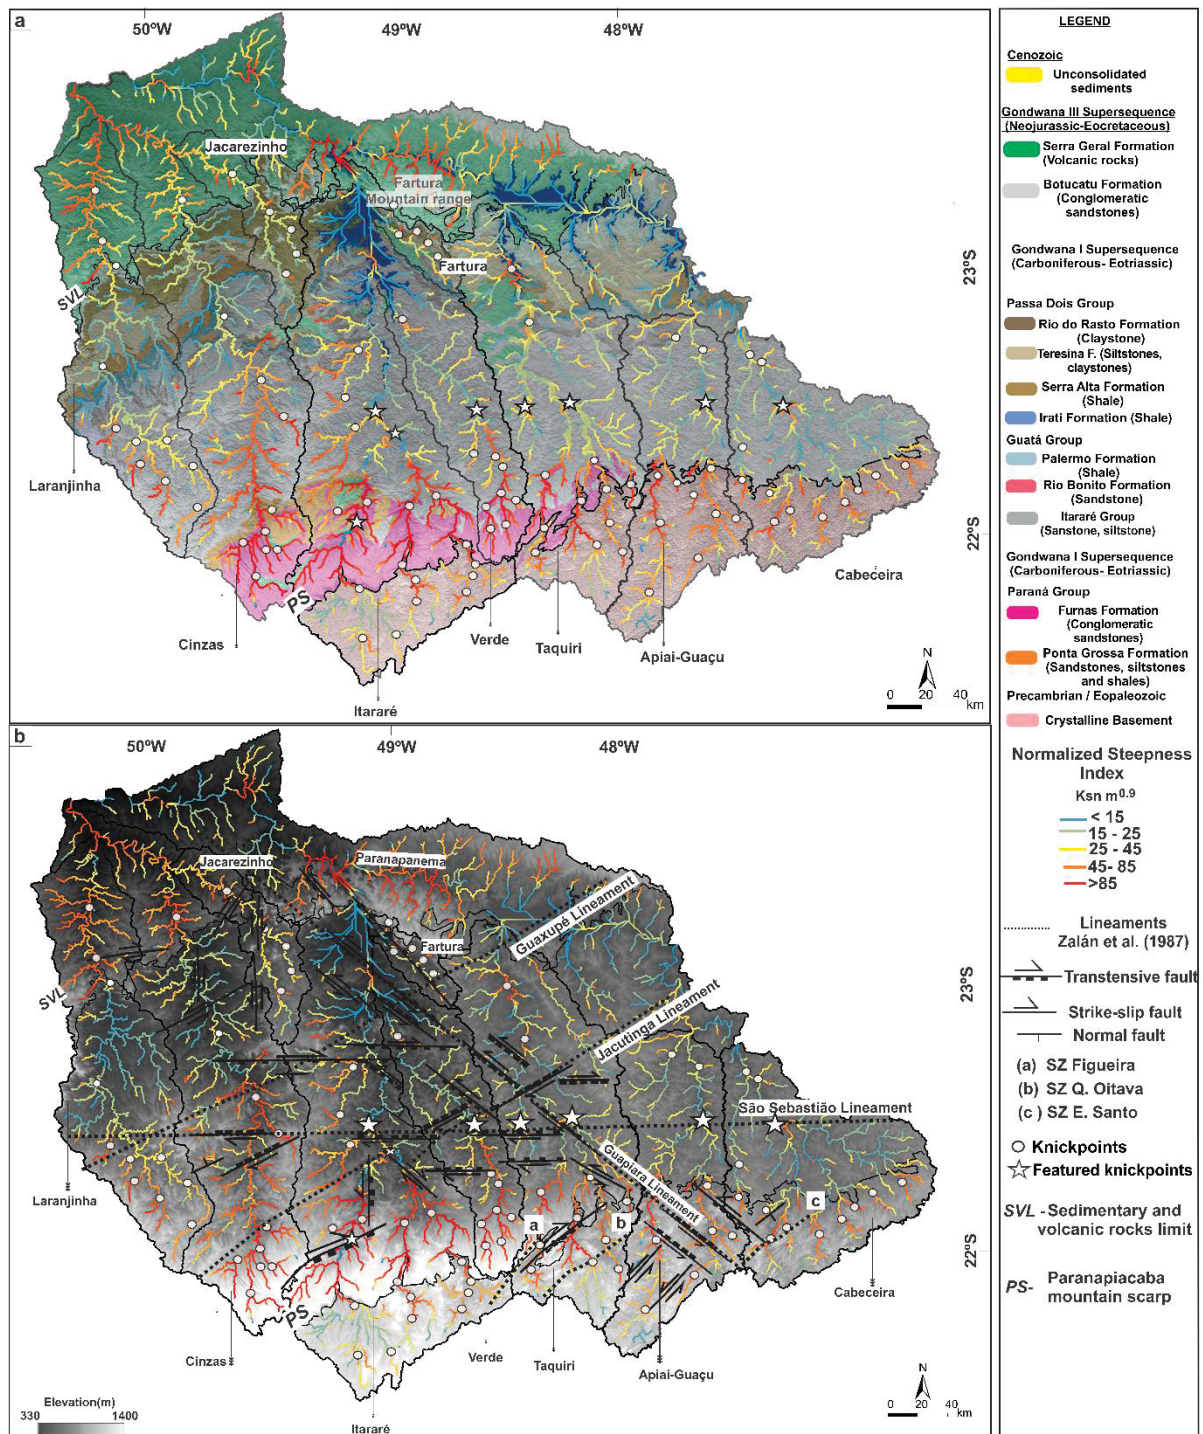 a
50ºW
49ºW
48ºW
Jacarezinho
Fartura
Mountain range
Fartura
23ºS
SVL
Laranjinha
22ºS
Cabeceira
PS
Cinzas
Verde
Taquiri
Apiai-Guaçu
Itararé
N
0 20 40
km
b
50ºW
49ºW
48ºW
Jacarezinho
Paranapanema
Guaxupé Lineament
Fartura
23ºS
SVL
Jacutinga Lineament
São Sebastião Lineament
Guapiara Lineament
Laranjinha
a
b
c
22ºS
Cabeceira
PS
Cinzas
Verde
Taquiri
Apiai-Guaçu
Itararé
N
0 20 40
km
Elevation(m)
330 1400
LEGEND
Cenozoic
Unconsolidated
sediments
Gondwana III Supersequence
(Neojurassic-Eocretaceous)
Serra Geral Formation
(Volcanic rocks)
Botucatu Formation
(Conglomeratic
sandstones)
Gondwana I Supersequence
(Carboniferous- Eotriassic)
Passa Dois Group
Rio do Rasto Formation
(Claystone)
Teresina F. (Siltstones,
claystones)
Serra Alta Formation
(Shale)
Irati Formation (Shale)
Guatá Group
Palermo Formation
(Shale)
Rio Bonito Formation
(Sandstone)
Itararé Group
(Sanstone, siltstone)
Gondwana I Supersequence
(Carboniferous- Eotriassic)
Paraná Group
Furnas Formation
(Conglomeratic
sandstones)
Ponta Grossa Formation
(Sandstones, siltstones
and shales)
Precambrian / Eopaleozoic
Crystalline Basement
Normalized Steepness
Index
Ksn m0.9
< 15
15 - 25
25 - 45
45- 85
>85
Lineaments
Zalán et al. (1987)
Transtensive fault
Strike-slip fault
Normal fault
(a) SZ Figueira
(b) SZ Q. Oitava
(c ) SZ E. Santo
Knickpoints
Featured knickpoints
SVL - Sedimentary and
volcanic rocks limit
PS- Paranapiacaba
mountain scarp